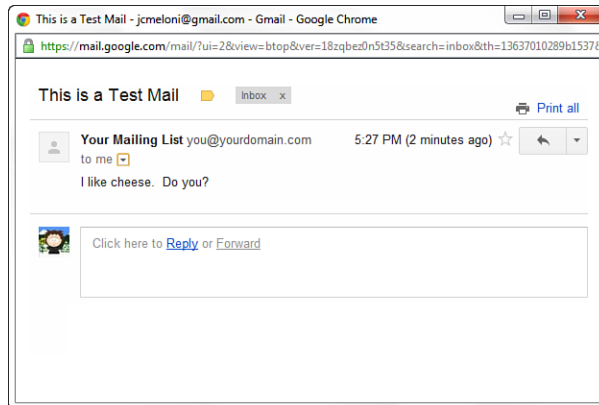 This is a Test Mail - jcmeloni@gmail.com - Gmail - Google Chrome
https://mail.google.com/mail/?ui=2&view=btop&ver=18zqbez0n5t35&search=inbox&th=13637010289b1537&
This is a Test Mail Inbox x
Print all
Your Mailing List you@yourdomain.com 5:27 PM (2 minutes ago)
to me
I like cheese. Do you?
Click here to Reply or Forward